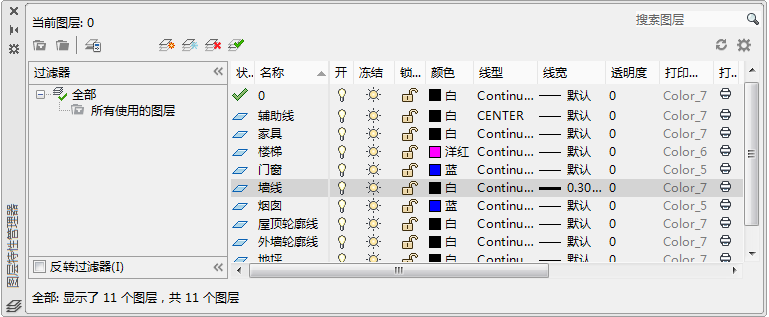 当前图层: 0
搜索图层
过滤器
全部
所有使用的图层
反转过滤器(I)
状.. 名称 开 冻结 锁... 颜色 线型 线宽 透明度 打印... 打..
0 白 Continu... 默认 0 Color_7
辅助线 白 CENTER 默认 0 Color_7
家具 白 Continu... 默认 0 Color_7
楼梯 洋红 Continu... 默认 0 Color_6
门窗 蓝 Continu... 默认 0 Color_5
墙线 白 Continu... 0.30... 0 Color_7
烟囱 蓝 Continu... 默认 0 Color_5
屋顶轮廓线 白 Continu... 默认 0 Color_7
外墙轮廓线 白 Continu... 默认 0 Color_7
地坪 白 Continu... 默认 0 Color_7
图层特性管理器
全部: 显示了 11 个图层，共 11 个图层